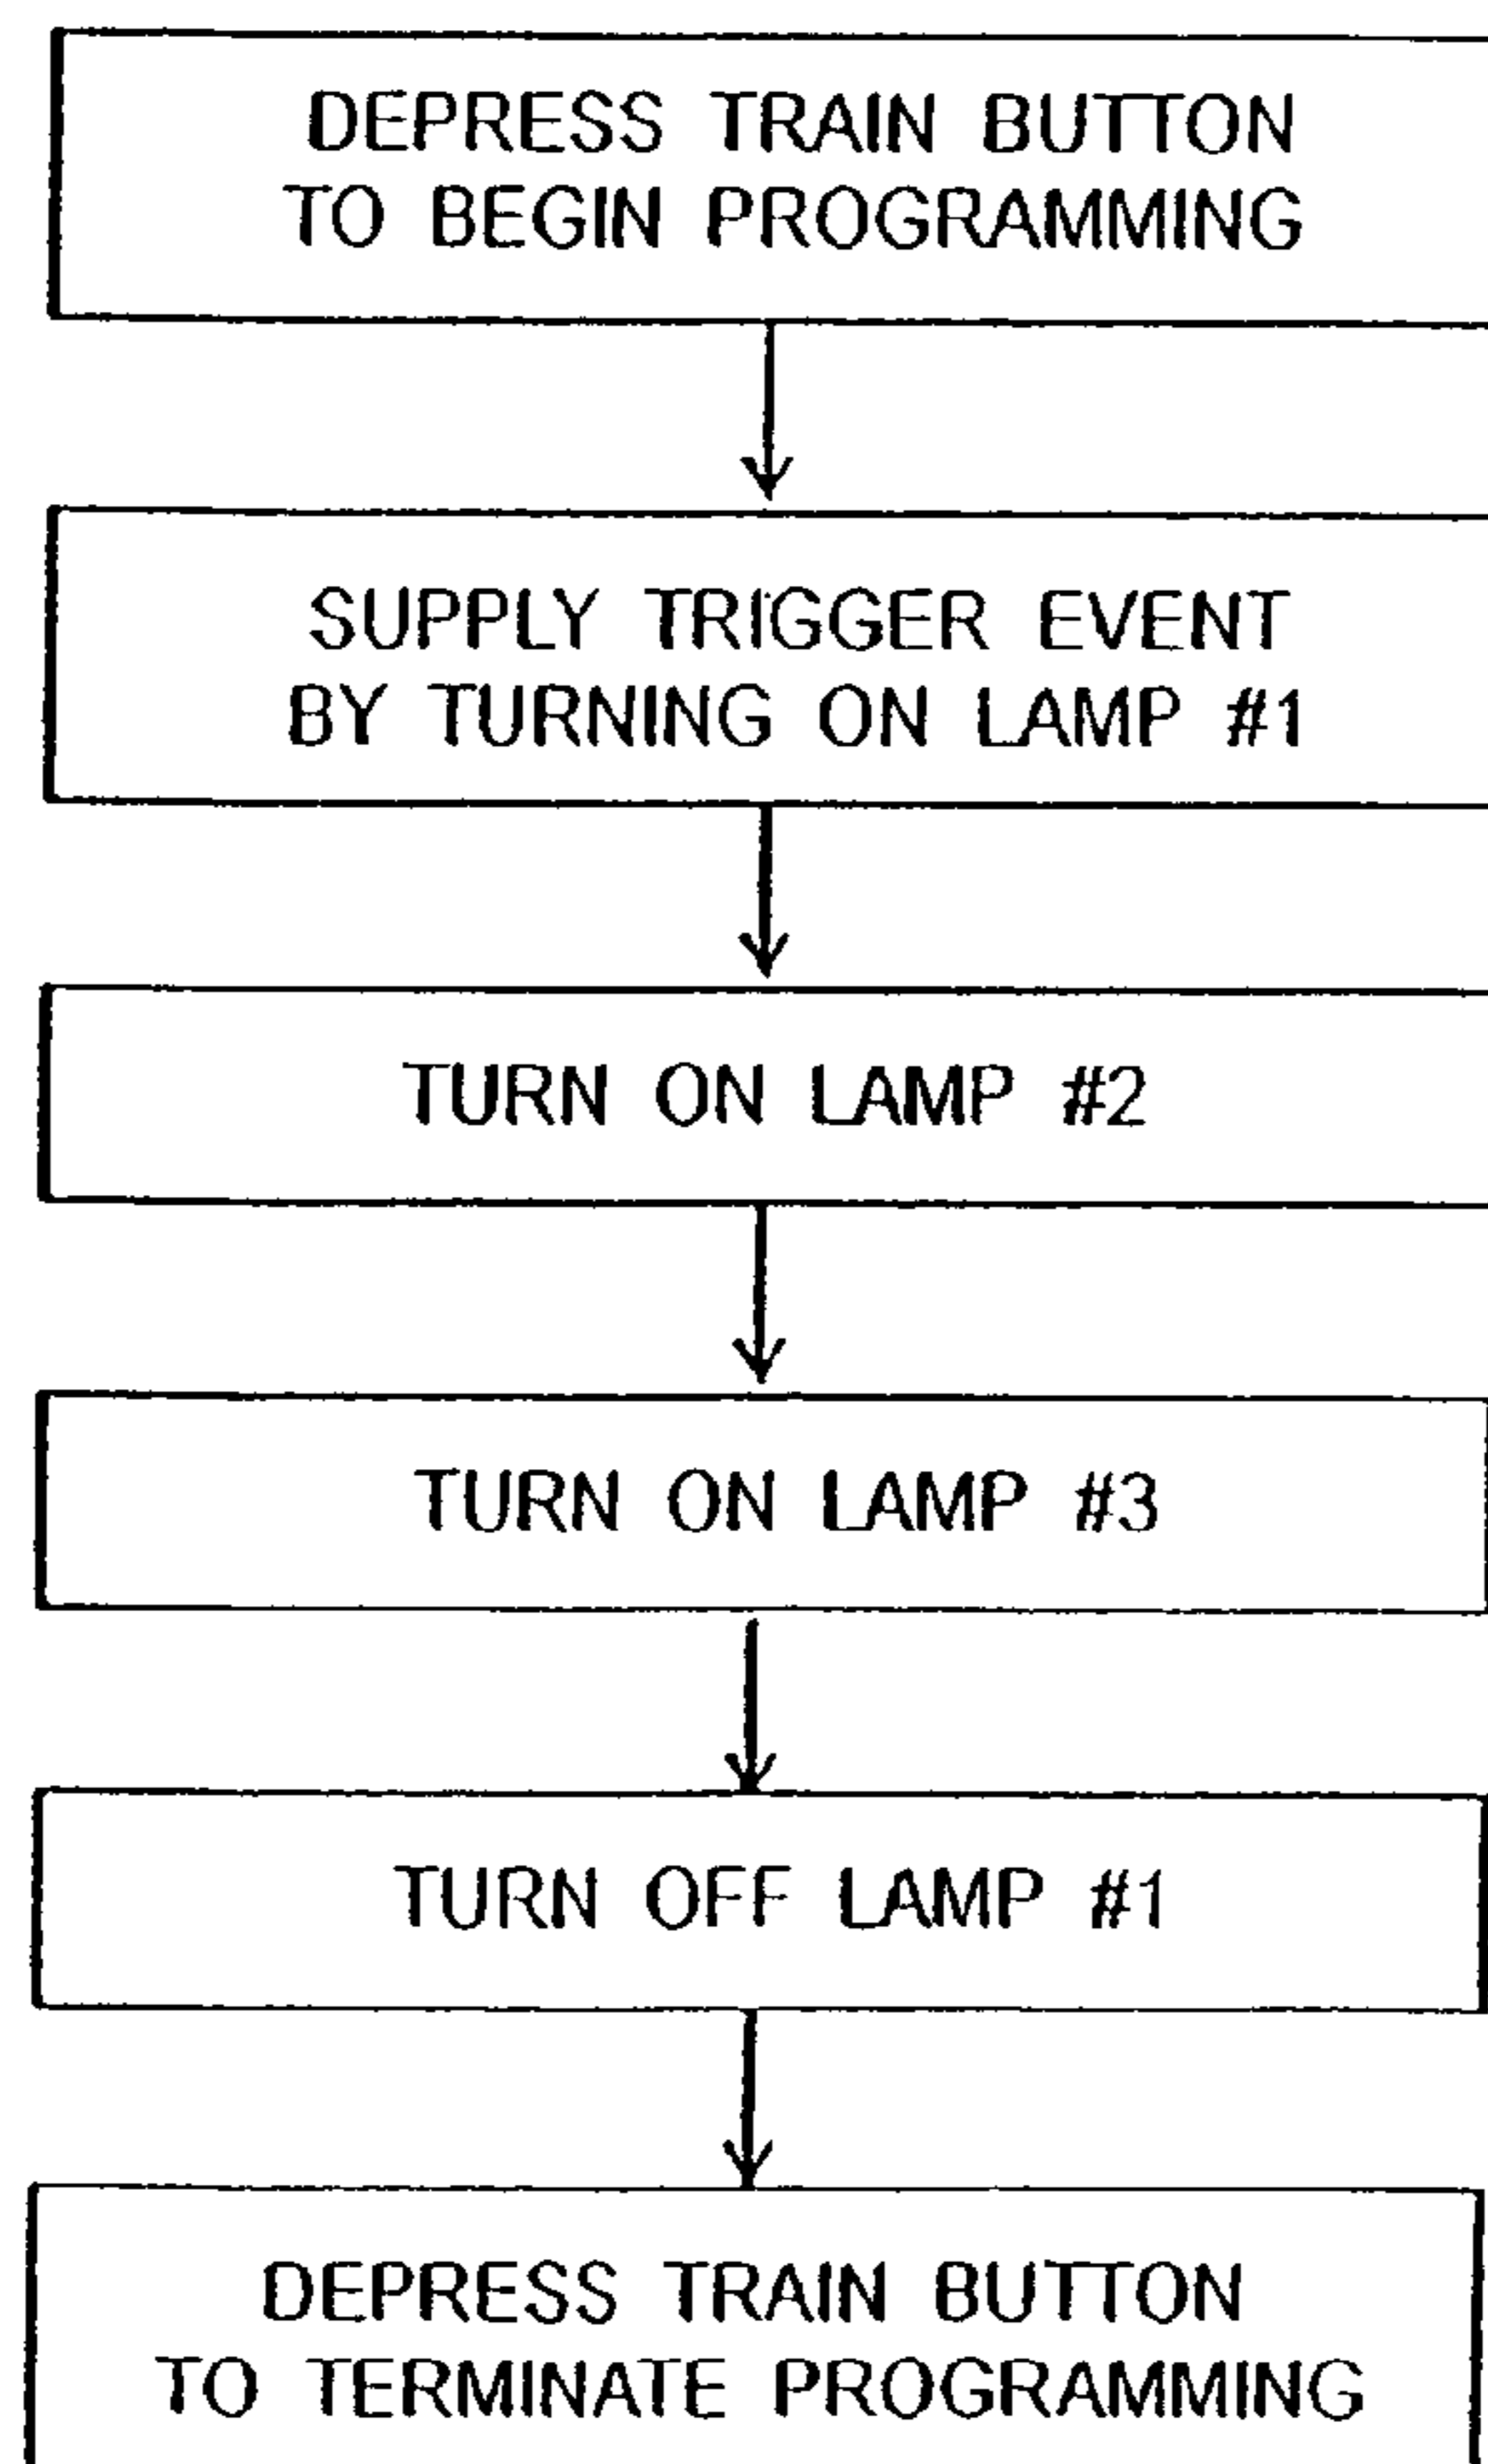 DEPRESS TRAIN BUTTON
TO BEGIN PROGRAMMING
SUPPLY TRIGGER EVENT
BY TURNING ON LAMP #1
TURN ON LAMP #2
TURN ON LAMP #3
TURN OFF LAMP #1
DEPRESS TRAIN BUTTON
TO TERMINATE PROGRAMMING